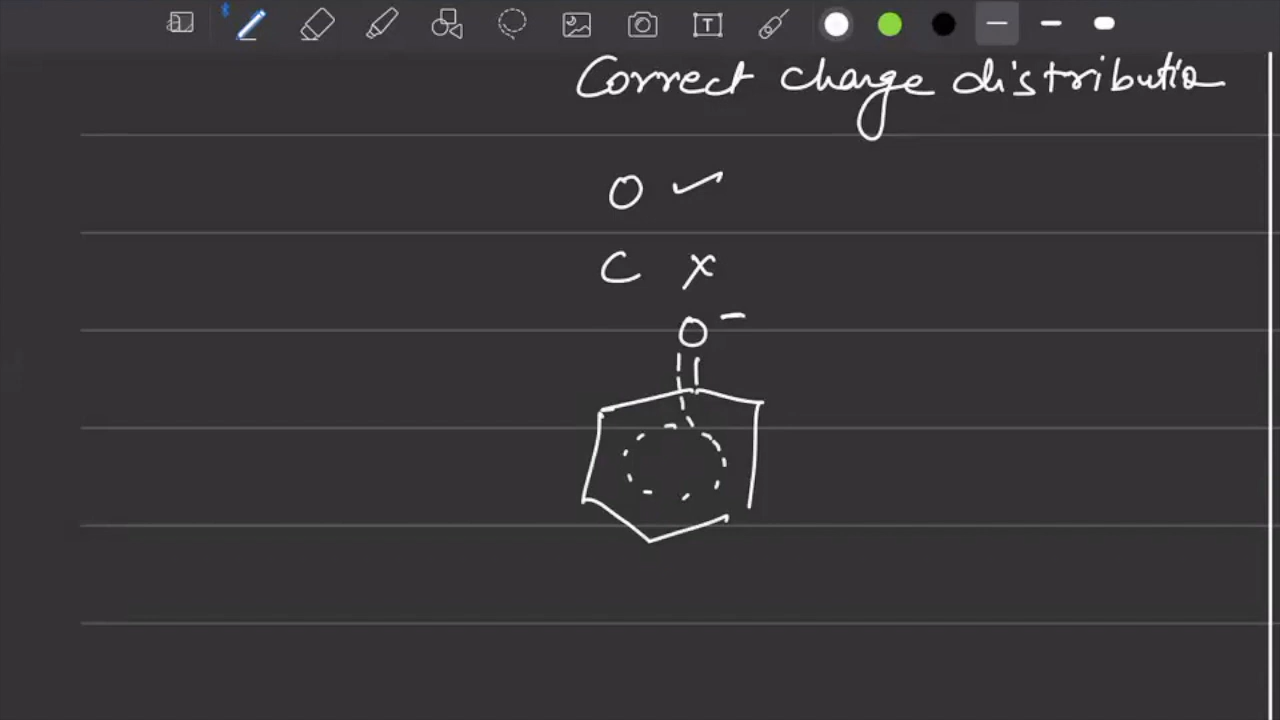 Correct charge distributio
O ✓
C ×
O⁻